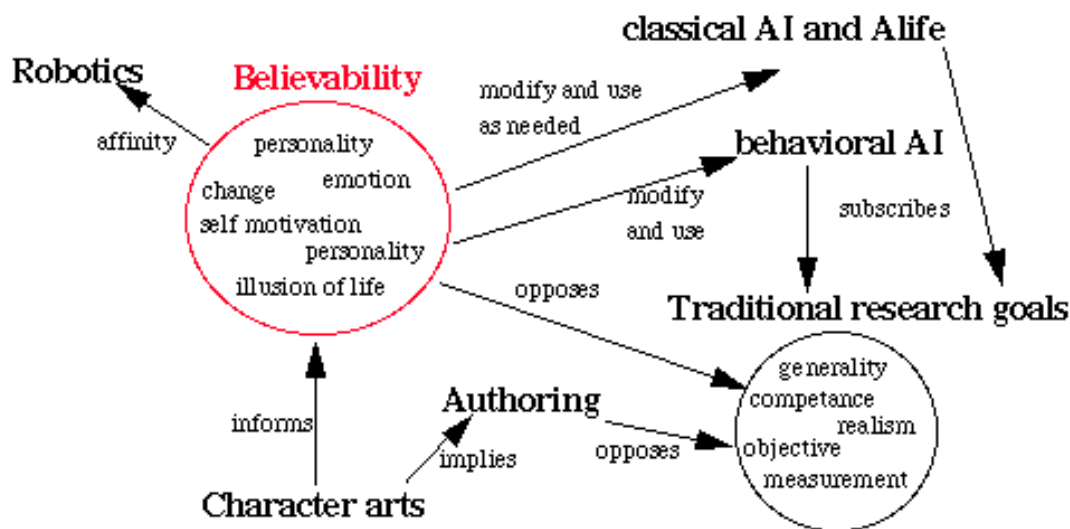 classical AI and Alife
Robotics
Believability
modify and use
as needed
affinity
personality
emotion
behavioral AI
change
self motivation
personality
modify
and use
subscribes
illusion of life
opposes
Traditional research goals
generality
competance
realism
objective
measurement
Authoring
informs
implies
opposes
Character arts